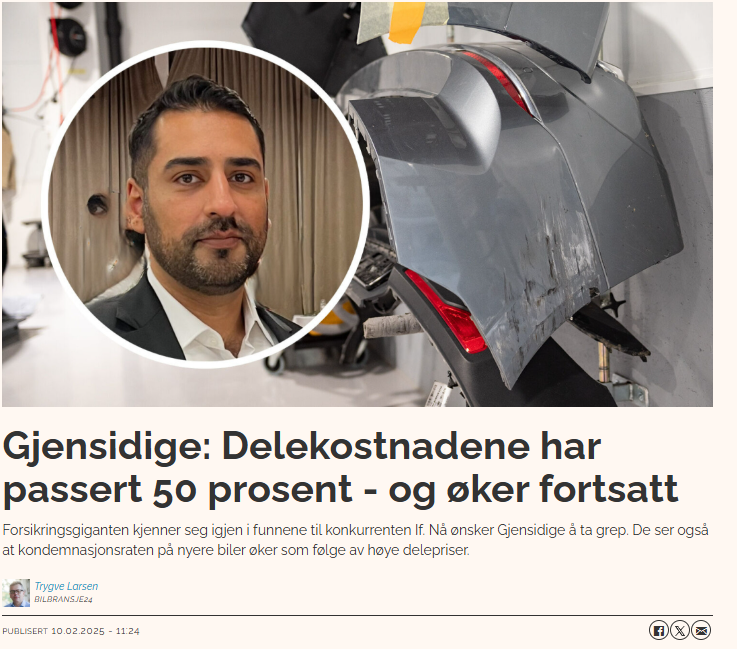 Gjensidige: Delekostnadene har
passert 50 prosent - og øker fortsatt
Forsikringsgiganten kjenner seg igjen i funnene til konkurrenten If. Nå ønsker Gjensidige å ta grep. De ser også
at kondemnasjonsraten på nyere biler øker som følge av høye delepriser.
Trygve Larsen
BILBRANSJE24
PUBLISERT 10.02.2025 - 11:24